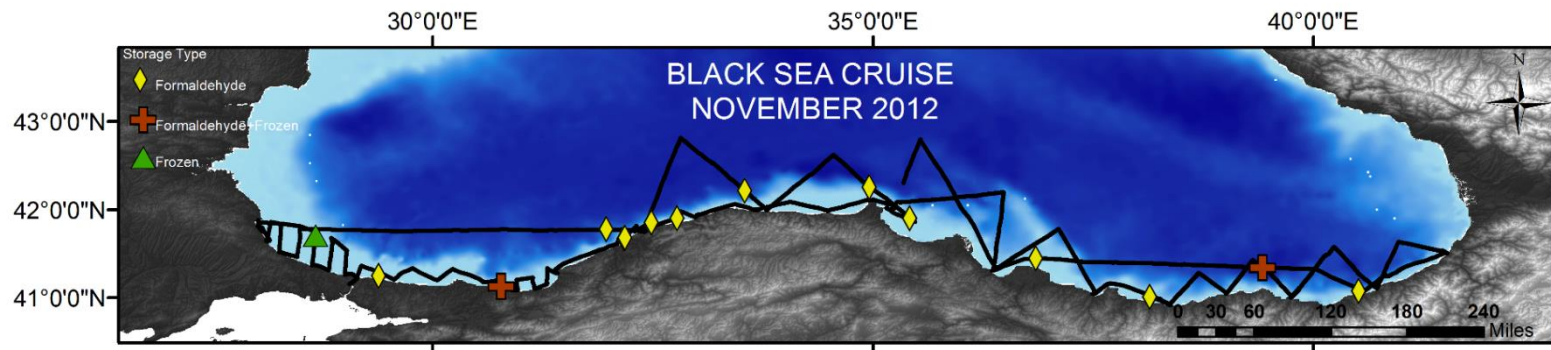 30°0'0"E 35°0'0"E 40°0'0"E
Storage Type
Formaldehyde
Formaldehyde+Frozen
Frozen
BLACK SEA CRUISE
NOVEMBER 2012
N
43°0'0"N
42°0'0"N
41°0'0"N
0 30 60 120 180 240
Miles